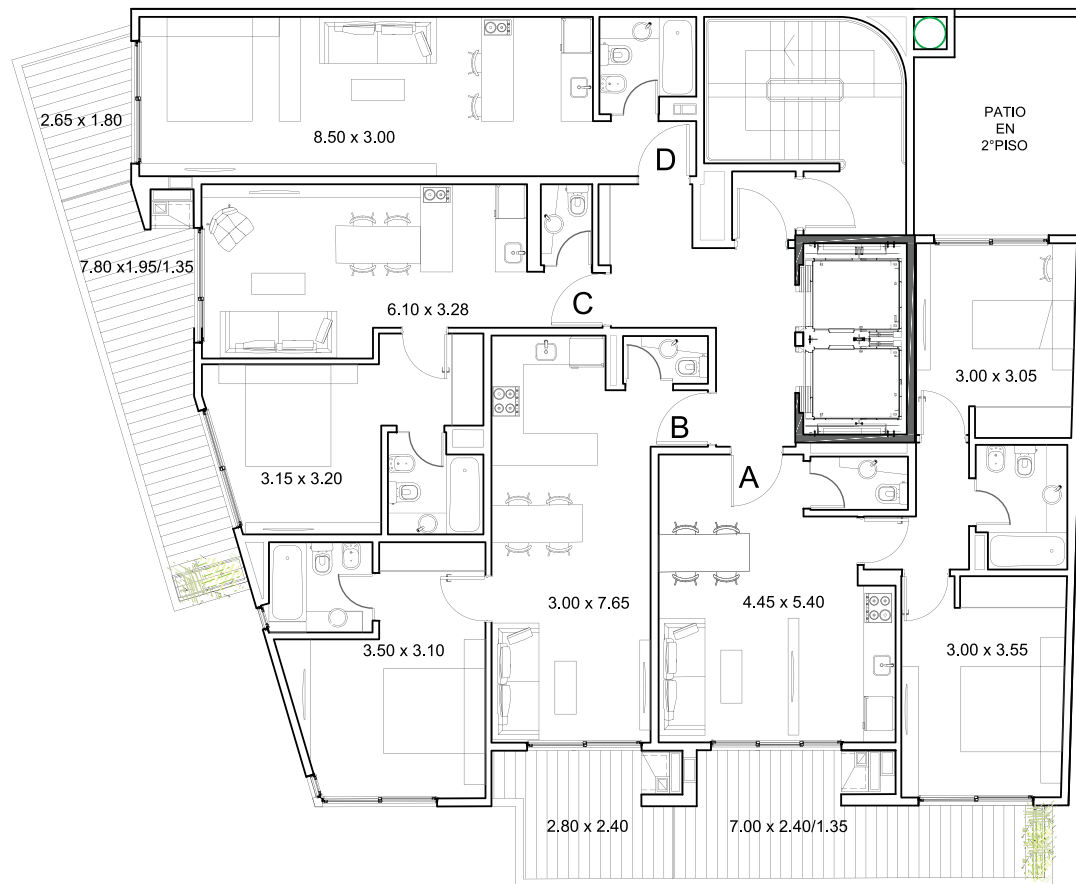 2.65 x 1.80
8.50 x 3.00
D
PATIO
EN
2°PISO
7.80 x1.95/1.35
6.10 x 3.28
C
3.00 x 3.05
B
A
3.15 x 3.20
3.00 x 7.65
4.45 x 5.40
3.50 x 3.10
3.00 x 3.55
2.80 x 2.40
7.00 x 2.40/1.35